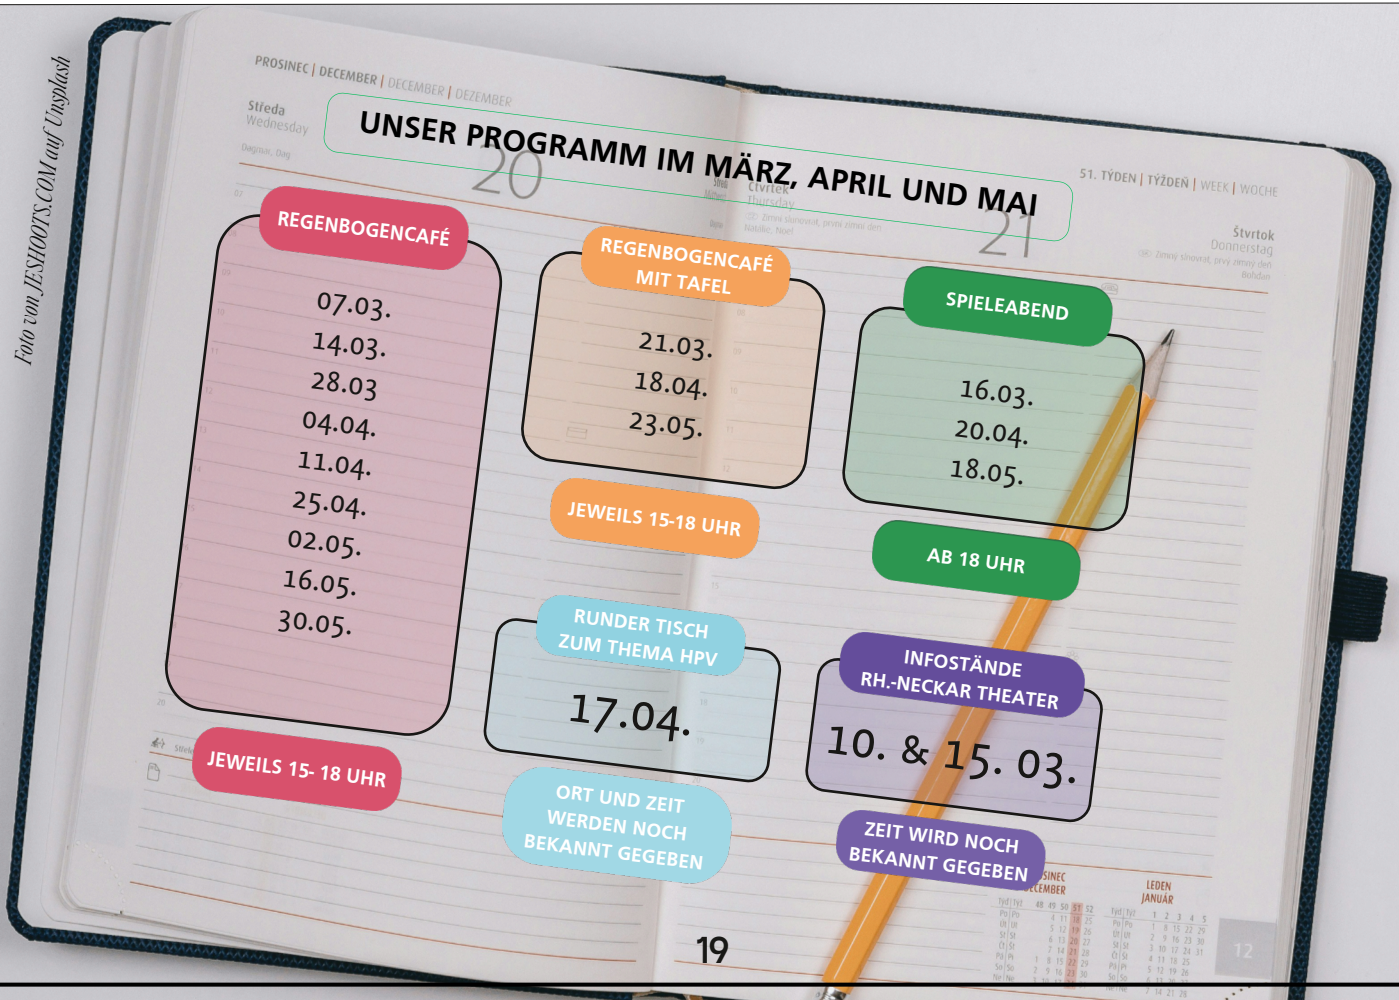 Foto von JESHOOTS.COM auf Unsplash
PROSINEC | DECEMBER | DECEMBER | DEZEMBER
Středa
Wednesday
20
UNSER PROGRAMM IM MÄRZ, APRIL UND MAI
Čtvrtek
Thursday
21
51. TÝDEN | TÝŽDEŇ | WEEK | WOCHE
Štvrtok
Donnerstag
Bohdan
REGENBOGENCAFÉ
07.03.
14.03.
28.03
04.04.
11.04.
25.04.
02.05.
16.05.
30.05.
JEWEILS 15- 18 UHR
REGENBOGENCAFÉ
MIT TAFEL
21.03.
18.04.
23.05.
JEWEILS 15-18 UHR
SPIELEABEND
16.03.
20.04.
18.05.
AB 18 UHR
RUNDER TISCH
ZUM THEMA HPV
17.04.
ORT UND ZEIT
WERDEN NOCH
BEKANNT GEGEBEN
INFOSTÄNDE
RH.-NECKAR THEATER
10. & 15. 03.
ZEIT WIRD NOCH
BEKANNT GEGEBEN
LEDEN
JANUÁR
12
19